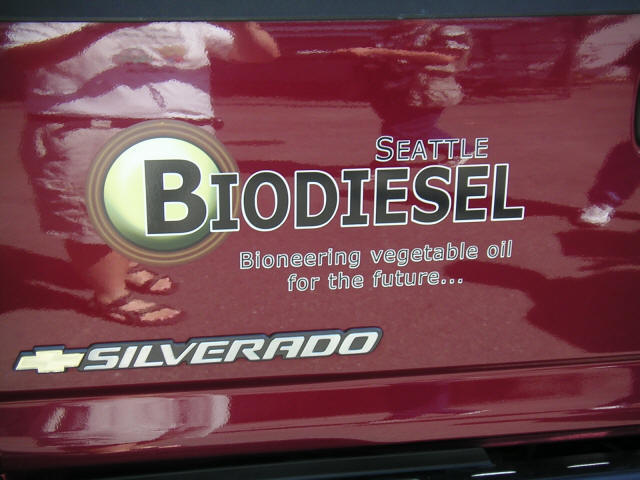 SEATTLE
BIODIESEL
Bioneering vegetable oil
for the future...
SILVERADO